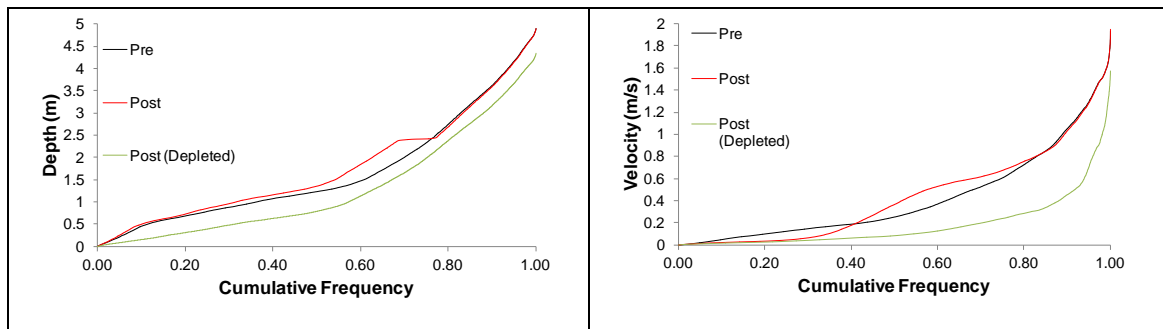 5
4.5
4
3.5
3
2.5
2
1.5
1
0.5
0
Depth (m)
Pre
Post
Post (Depleted)
0.00 0.20 0.40 0.60 0.80 1.00
Cumulative Frequency
2
1.8
1.6
1.4
1.2
1
0.8
0.6
0.4
0.2
0
Velocity (m/s)
Pre
Post
Post
(Depleted)
0.00 0.20 0.40 0.60 0.80 1.00
Cumulative Frequency